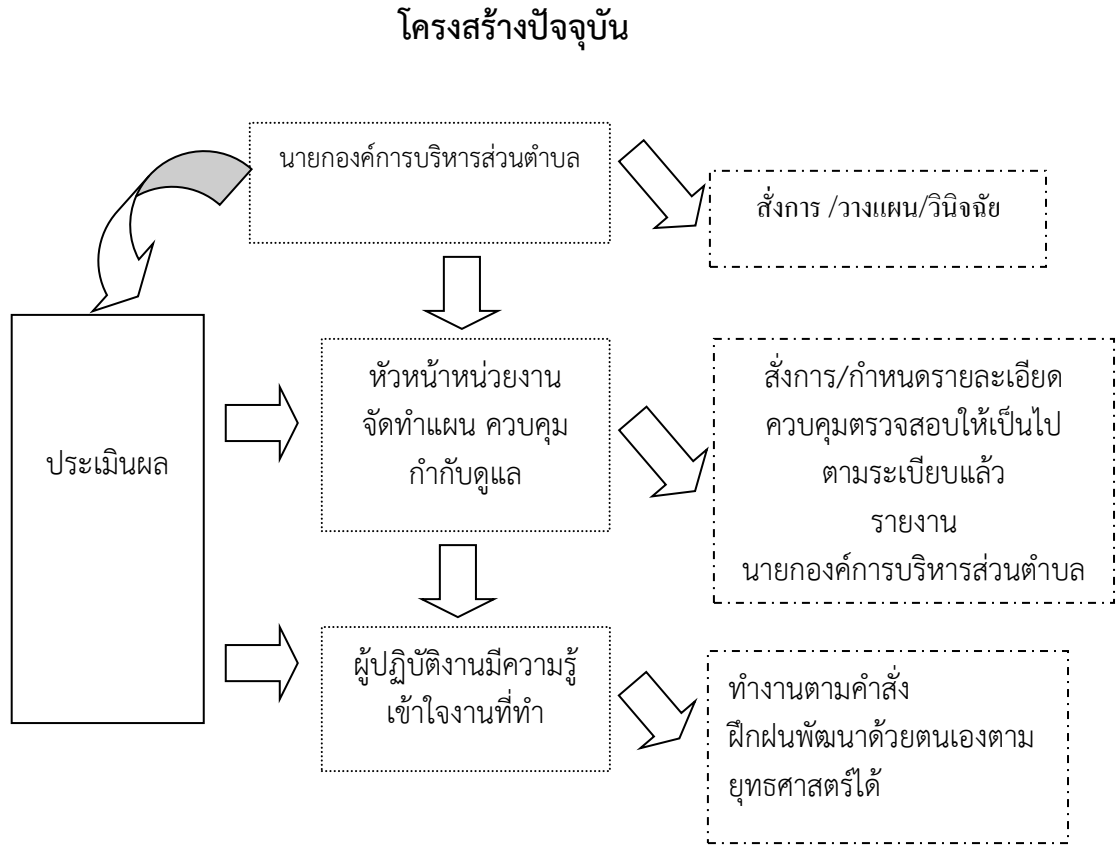 โครงสร้างปัจจุบัน
นายกองค์การบริหารส่วนตำบล
สั่งการ /วางแผน/วินิจฉัย
หัวหน้าหน่วยงาน
จัดทำแผน ควบคุม
กำกับดูแล
สั่งการ/กำหนดรายละเอียด
ควบคุมตรวจสอบให้เป็นไป
ตามระเบียบแล้ว
รายงาน
นายกองค์การบริหารส่วนตำบล
ประเมินผล
ผู้ปฏิบัติงานมีความรู้
เข้าใจงานที่ทำ
ทำงานตามคำสั่ง
ฝึกฝนพัฒนาด้วยตนเองตาม
ยุทธศาสตร์ได้